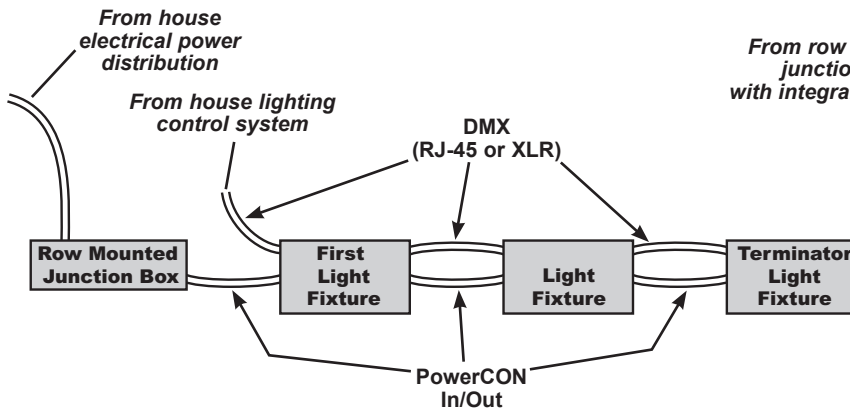 From house
electrical power
distribution
From house lighting
control system
DMX
(RJ-45 or XLR)
From row
junctio
with integra
Row Mounted
Junction Box
First
Light
Fixture
Light
Fixture
Terminator
Light
Fixture
PowerCON
In/Out